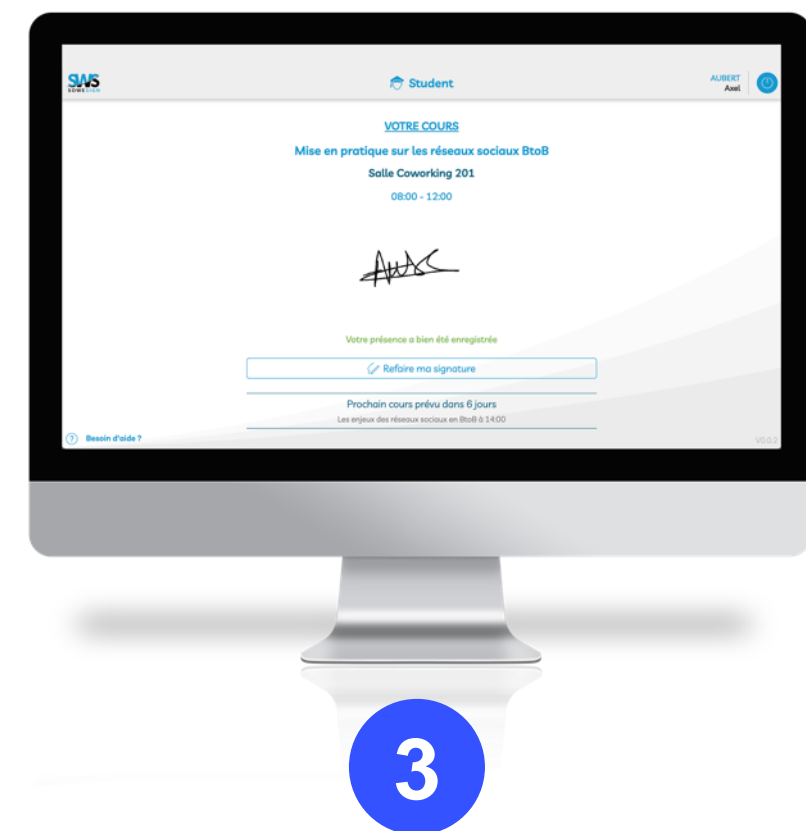 SWS
SOWESIGN
Student
AUBERT
Axel
VOTRE COURS
Mise en pratique sur les réseaux sociaux BtoB
Salle Coworking 201
08:00 - 12:00
Votre présence a bien été enregistrée
Refaire ma signature
Prochain cours prévu dans 6 jours
Les enjeux des réseaux sociaux en BtoB à 14:00
? Besoin d'aide ?
V0.0.2
3